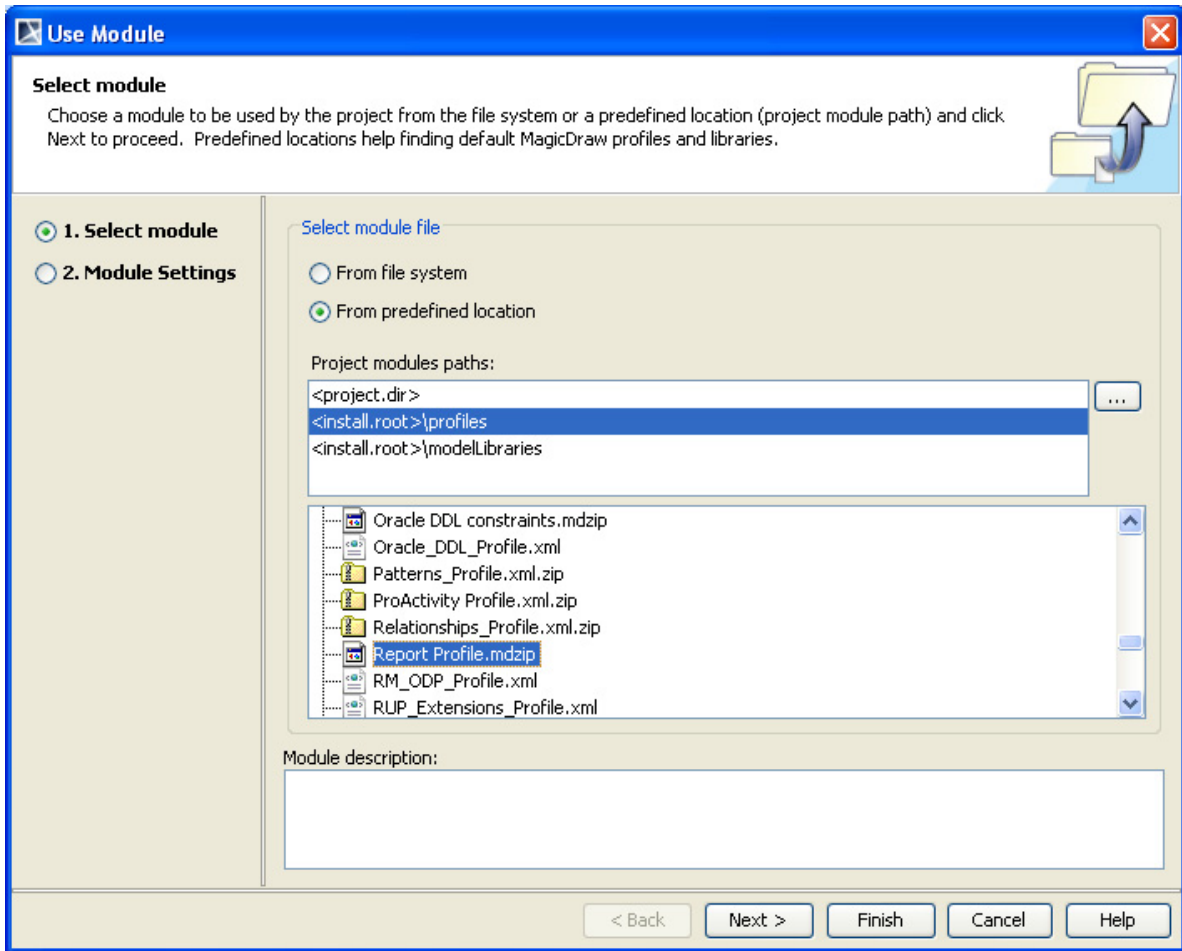 Use Module
Select module
Choose a module to be used by the project from the file system or a predefined location (project module path) and click
Next to proceed. Predefined locations help finding default MagicDraw profiles and libraries.
1. Select module
2. Module Settings
Select module file
From file system
From predefined location
Project modules paths:
<project.dir>
<install.root>\profiles
<install.root>\modelLibraries
...
Oracle DDL constraints.mdzip
Oracle_DDL_Profile.xml
Patterns_Profile.xml.zip
ProActivity Profile.xml.zip
Relationships_Profile.xml.zip
Report Profile.mdzip
RM_ODP_Profile.xml
RUP_Extensions_Profile.xml
Module description:
< Back
Next >
Finish
Cancel
Help